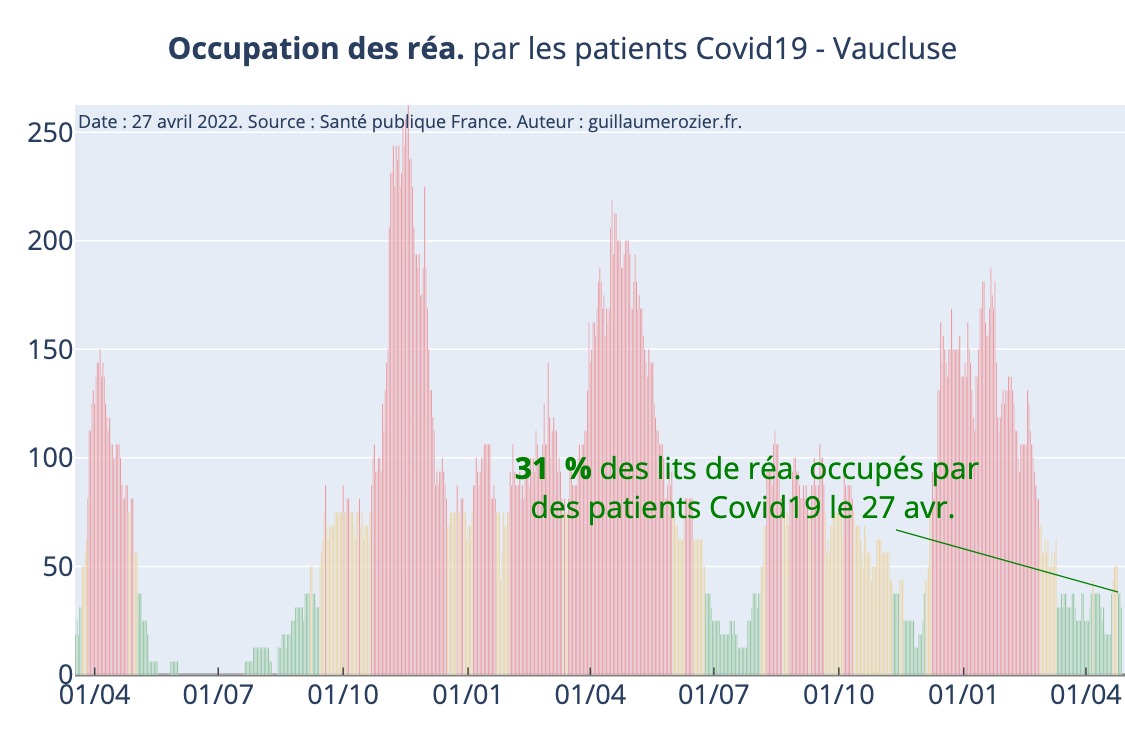 Occupation des réa. par les patients Covid19 - Vaucluse
Date : 27 avril 2022. Source : Santé publique France. Auteur : guillaumerozier.fr.
250
200
150
100
50
0
31 % des lits de réa. occupés par
des patients Covid19 le 27 avr.
01/04 01/07 01/10 01/01 01/04 01/07 01/10 01/01 01/04